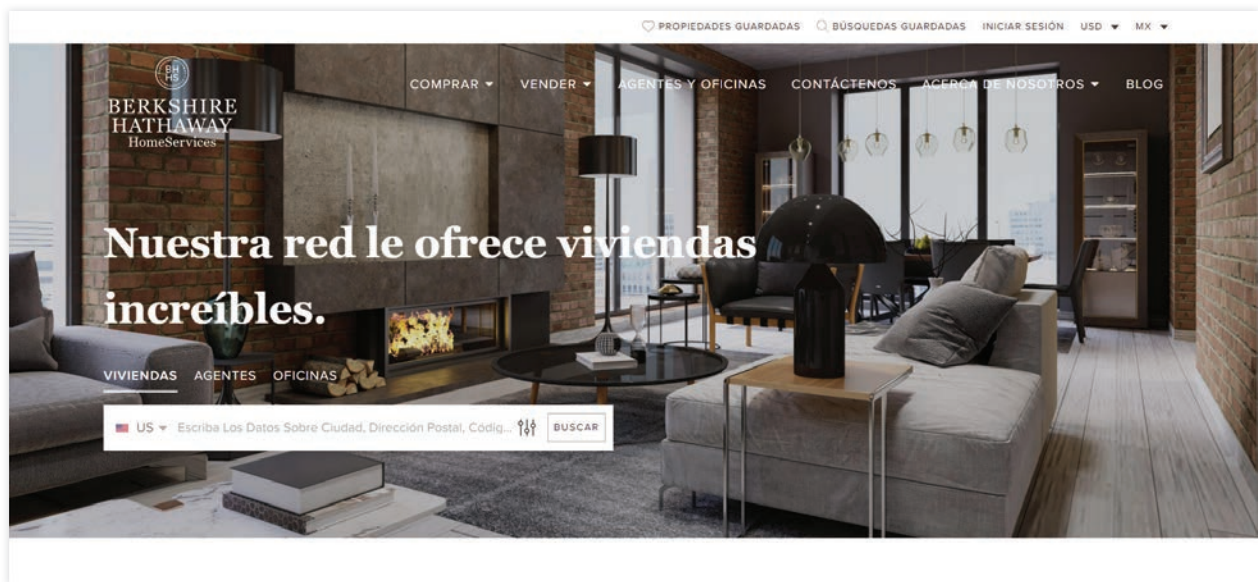 PROPIEDADES GUARDADAS BÚSQUEDAS GUARDADAS INICIAR SESIÓN USD MX
BH
HS
BERKSHIRE
HATHAWAY
HomeServices
COMPRAR VENDER AGENTES Y OFICINAS CONTÁCTENOS ACERCA DE NOSOTROS BLOG
Nuestra red le ofrece viviendas
increíbles.
VIVIENDAS AGENTES OFICINAS
US Escriba Los Datos Sobre Ciudad, Dirección Postal, Códig... BUSCAR